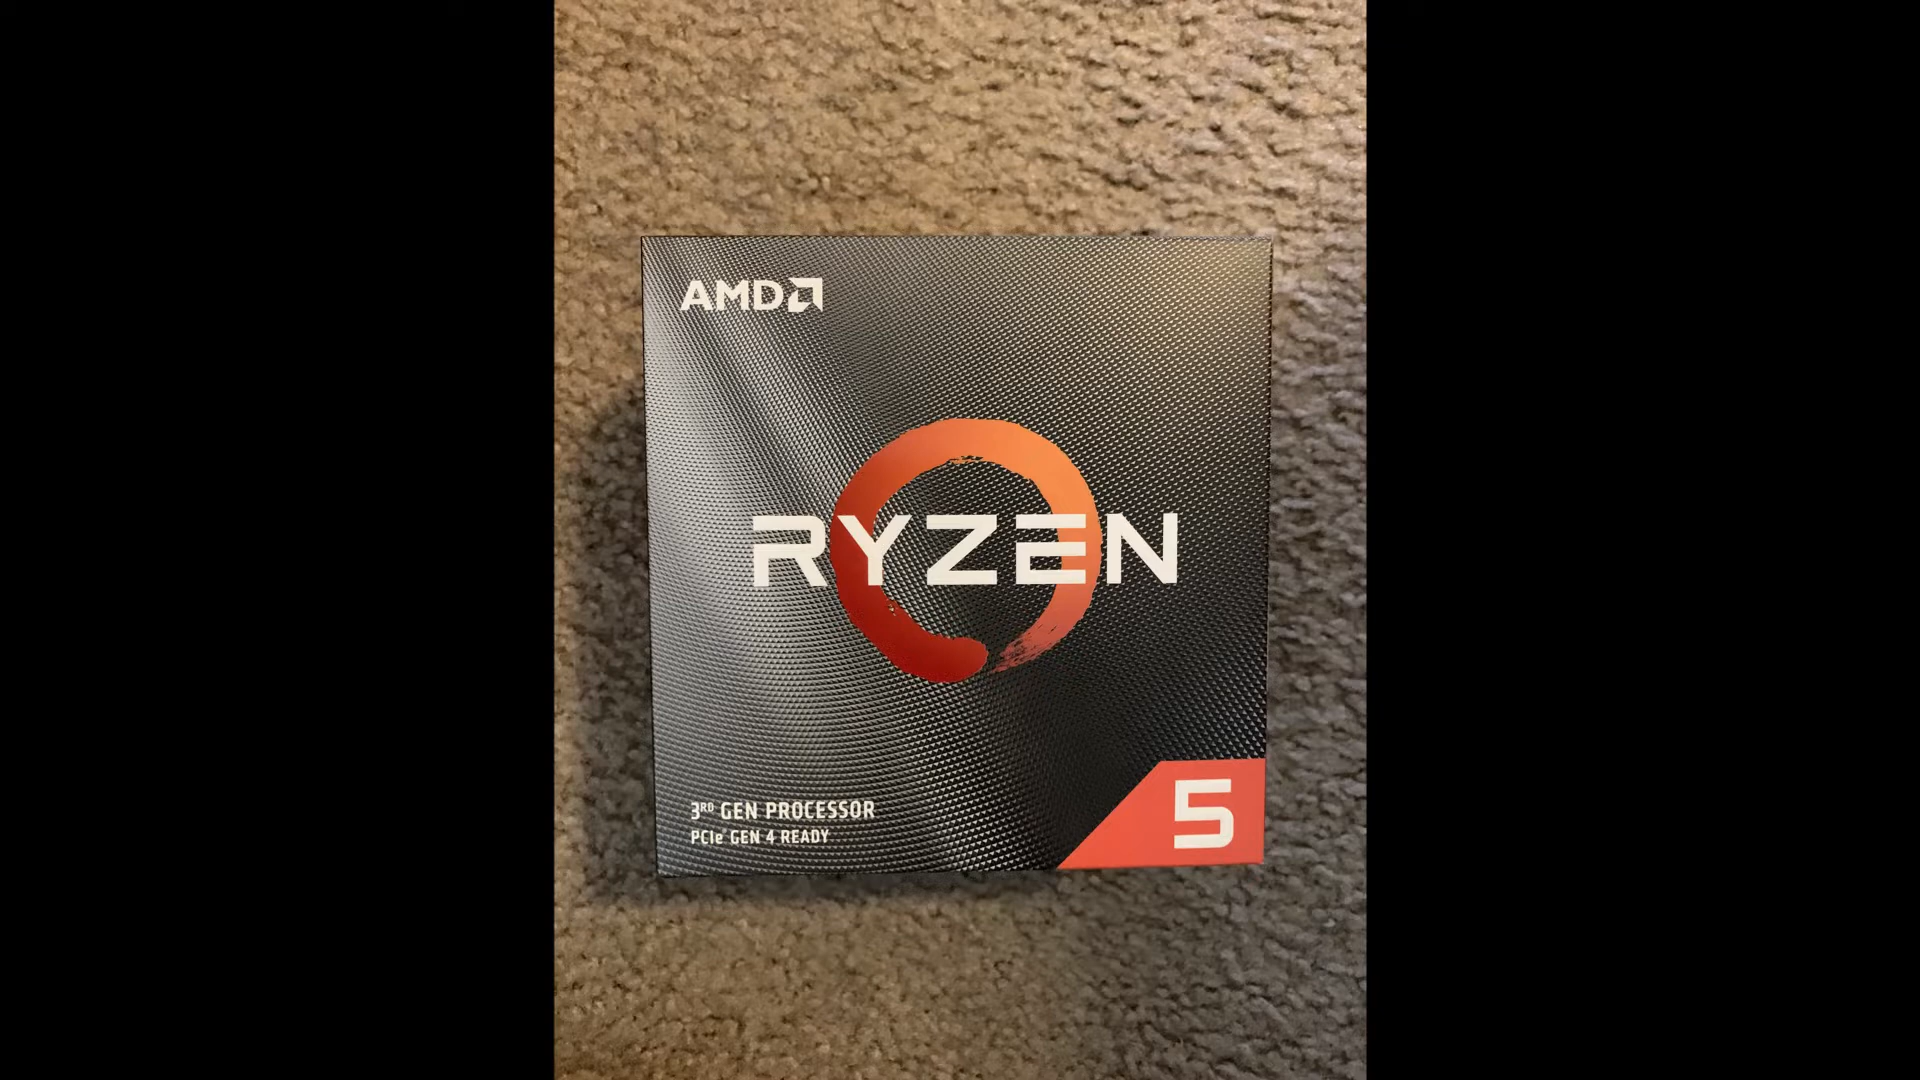 AMD
RYZEN
3RD GEN PROCESSOR
PCIe® GEN 4 READY
5